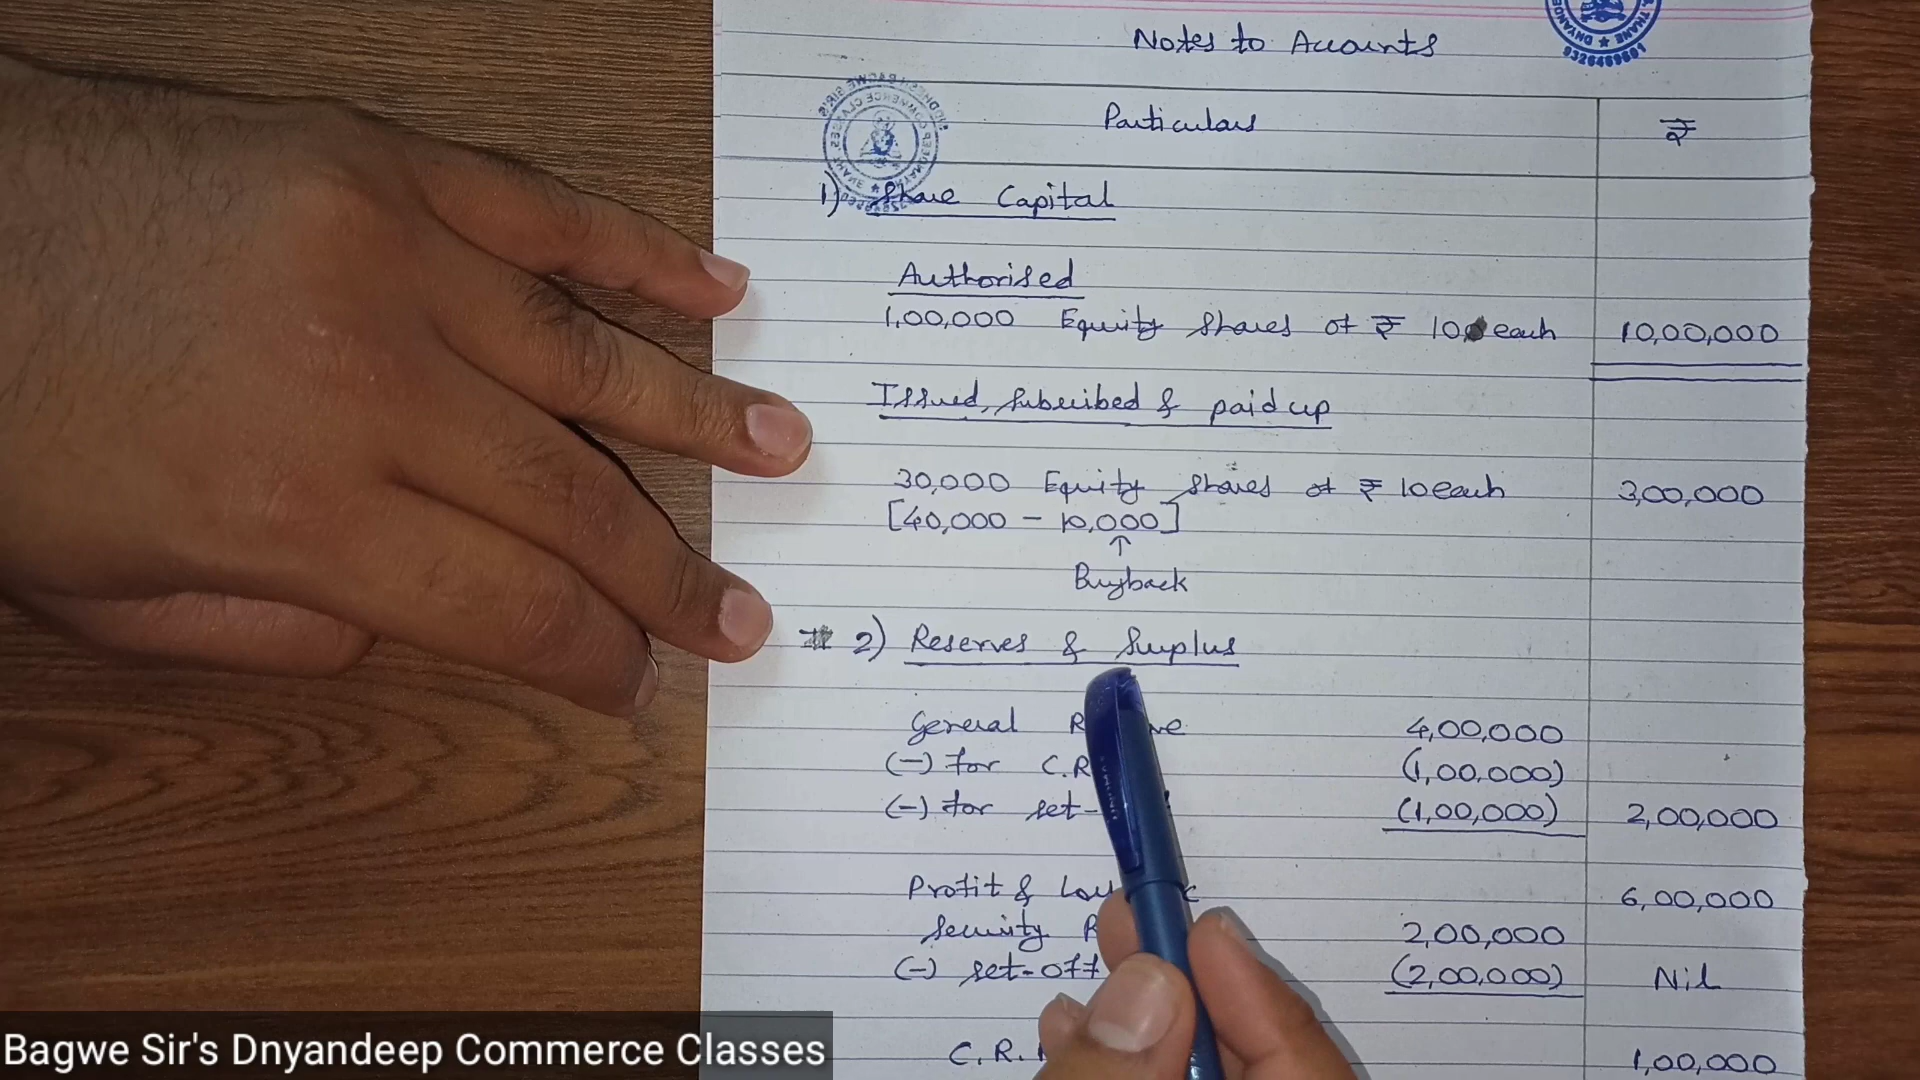 Notes to Accounts
9326489691
Particulars ₹
1) Share Capital
Authorised
1,00,000 Equity Shares of ₹ 10 each 10,00,000
Issued, Subscribed & paid up
30,000 Equity Shares of ₹ 10 each 3,00,000
[40,000 - 10,000]
↑
Buyback
2) Reserves & Surplus
General 4,00,000
(-) for C.R (1,00,000)
(-) for set- (1,00,000) 2,00,000
Profit & 6,00,000
Security 2,00,000
(-) set-off (2,00,000) Nil
C.R. 1,00,000
Bagwe Sir's Dnyandeep Commerce Classes